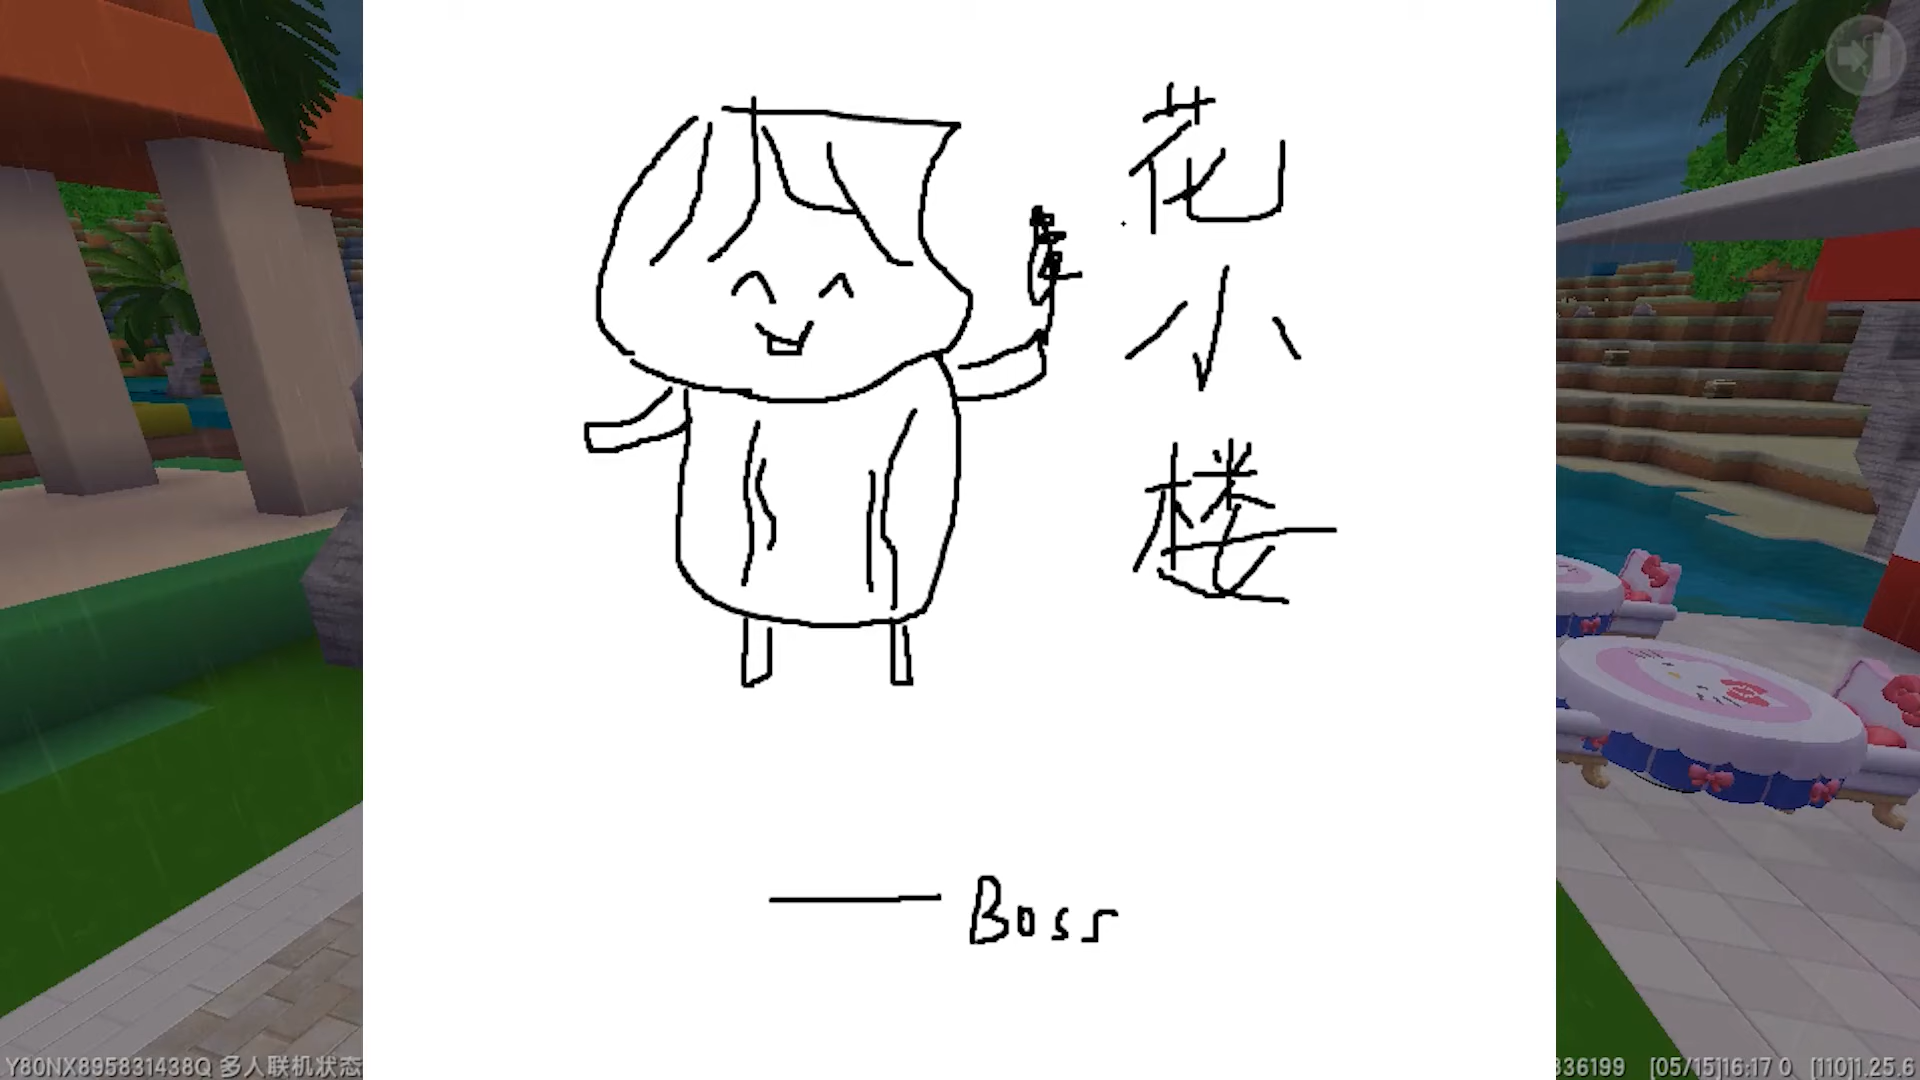 花
小
楼
—— Boss
Y80NX895831438Q 多人联机状态
336199 [05/15]16:17 0 [110]1.25.6